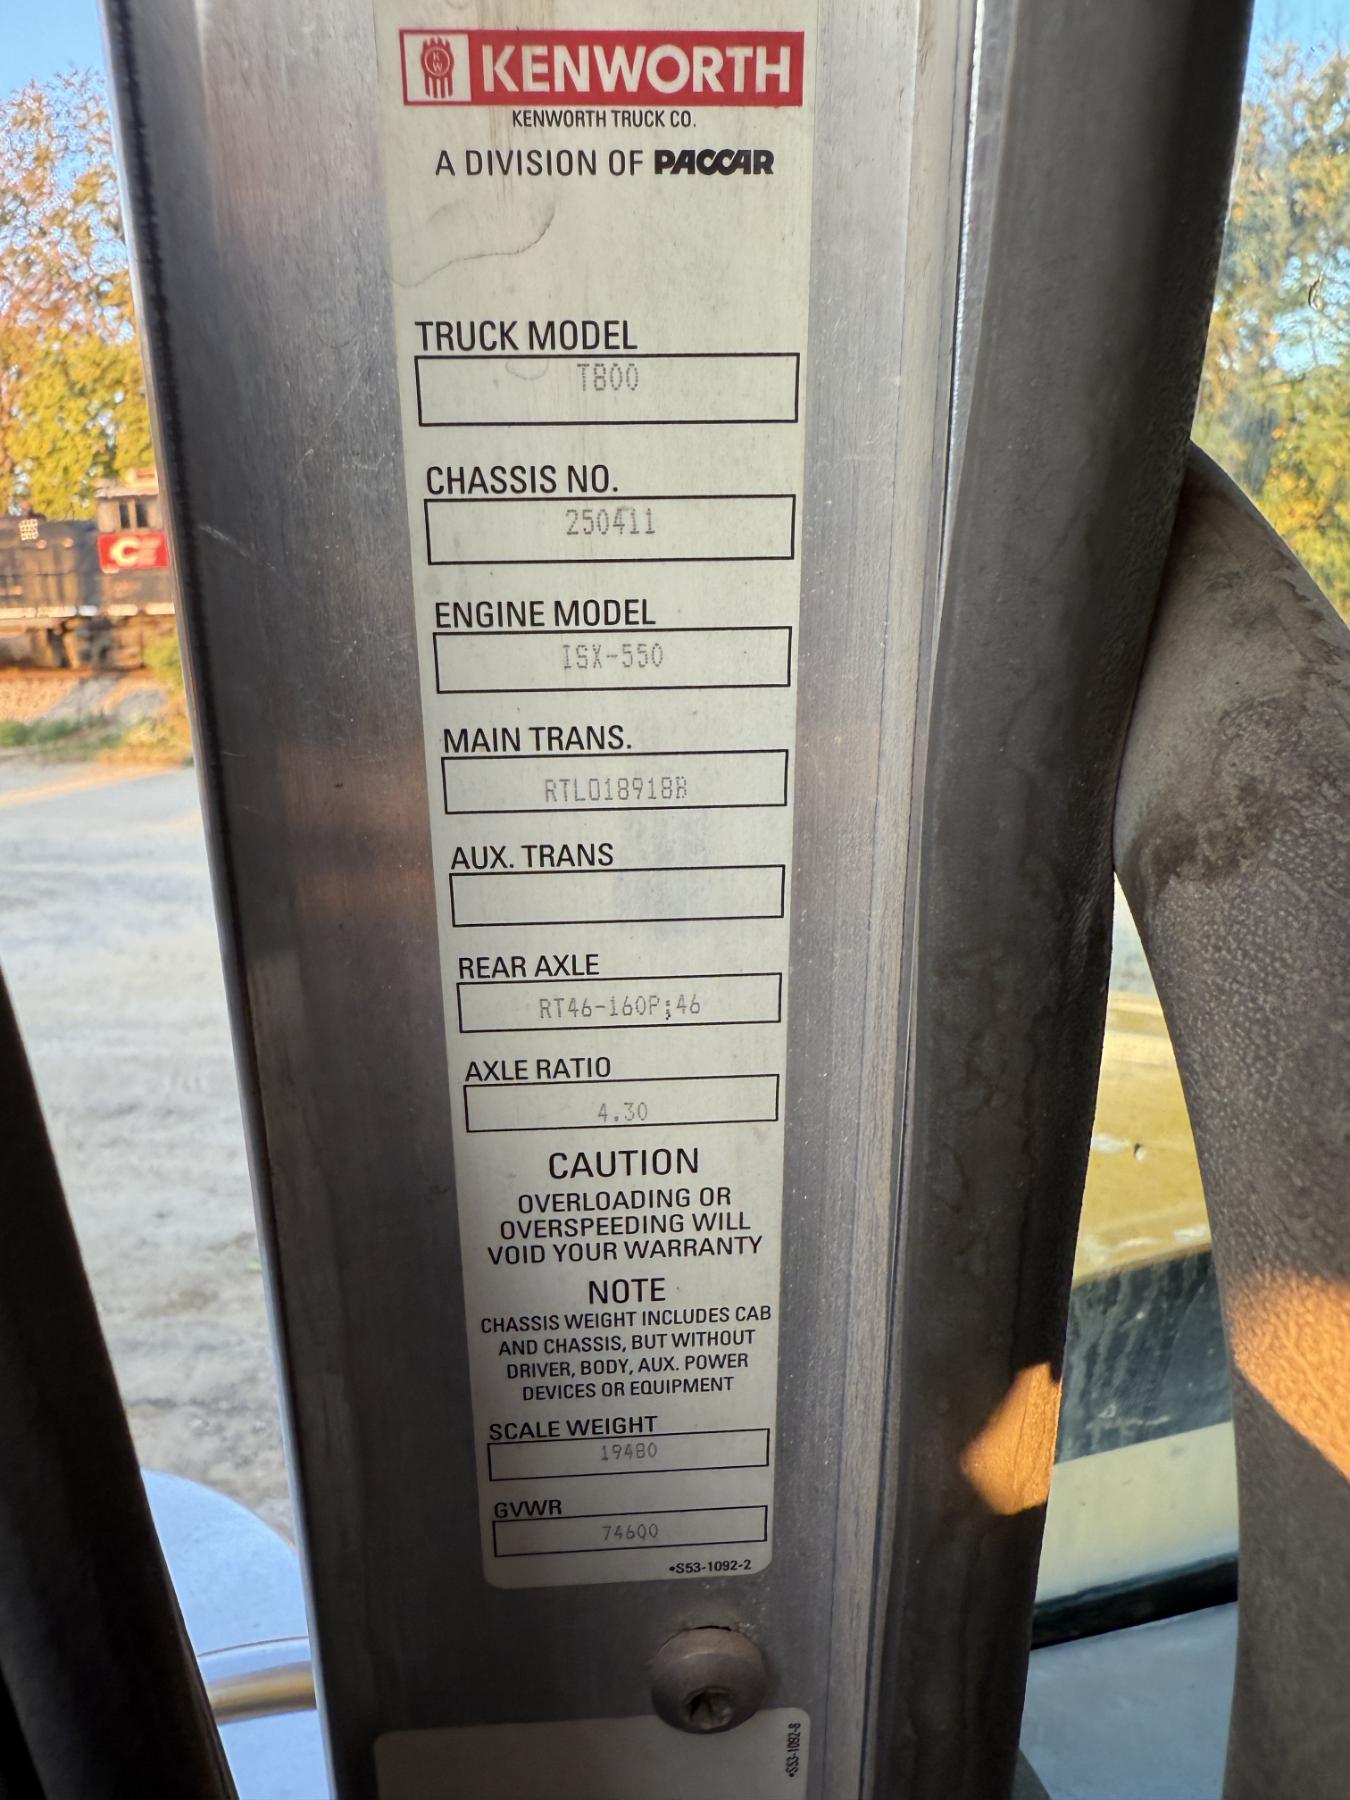 KENWORTH
KENWORTH TRUCK CO.
A DIVISION OF PACCAR
TRUCK MODEL
T800
CHASSIS NO.
250411
ENGINE MODEL
ISX-550
MAIN TRANS.
RTLO18918B
AUX. TRANS
REAR AXLE
RT46-160P;46
AXLE RATIO
4.30
CAUTION
OVERLOADING OR
OVERSPEEDING WILL
VOID YOUR WARRANTY
NOTE
CHASSIS WEIGHT INCLUDES CAB
AND CHASSIS, BUT WITHOUT
DRIVER, BODY, AUX. POWER
DEVICES OR EQUIPMENT
SCALE WEIGHT
19480
GVWR
74600
•S53-1092-2
•S53-1092-8